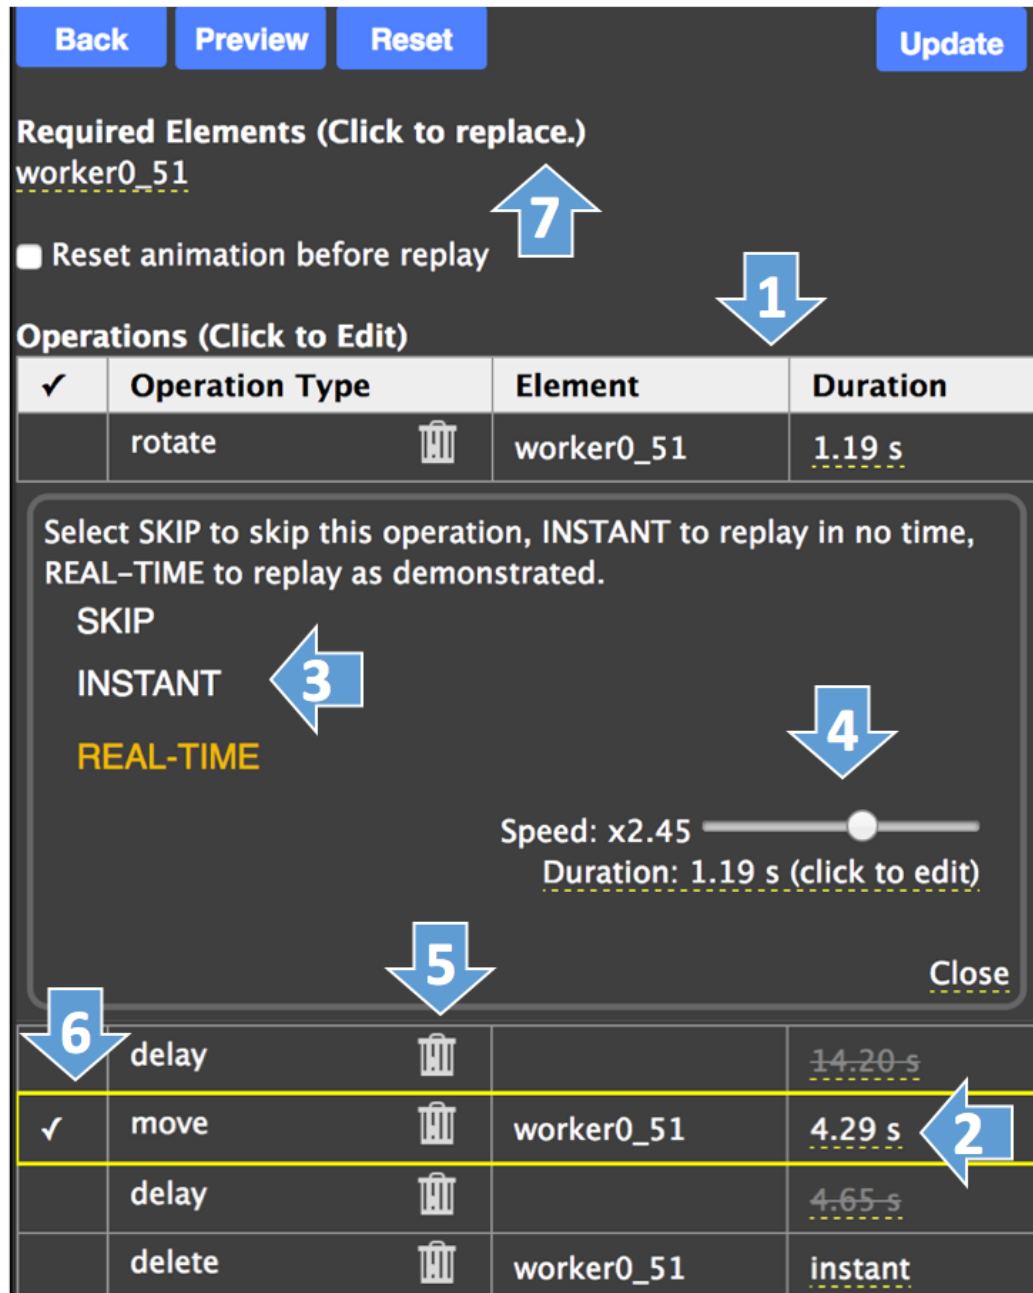 Back Preview Reset Update
Required Elements (Click to replace.)
worker0_51
7
Reset animation before replay
1
Operations (Click to Edit)
✓ Operation Type Element Duration
rotate worker0_51 1.19 s
Select SKIP to skip this operation, INSTANT to replay in no time,
REAL-TIME to replay as demonstrated.
SKIP
INSTANT 3
REAL-TIME
4
Speed: x2.45
Duration: 1.19 s (click to edit)
5
Close
6
delay 14.20 s
✓ move worker0_51 4.29 s 2
delay 4.65 s
delete worker0_51 instant